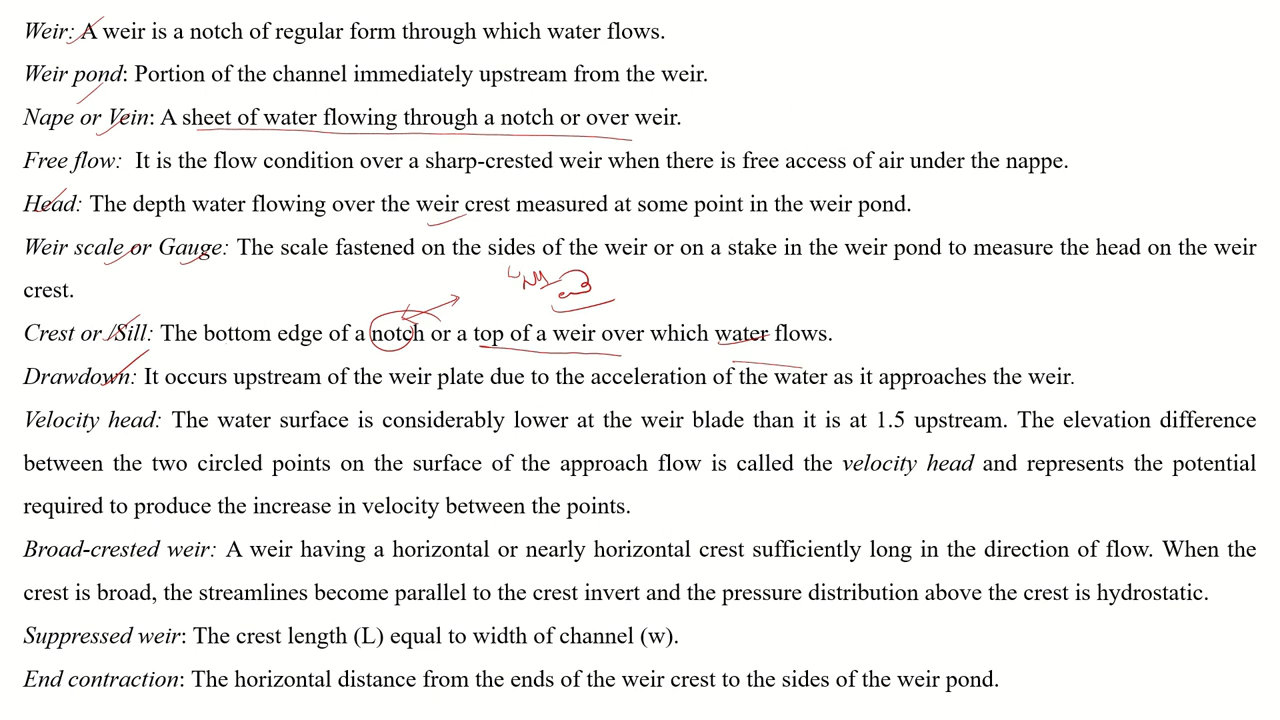 Weir: A weir is a notch of regular form through which water flows.
Weir pond: Portion of the channel immediately upstream from the weir.
Nape or Vein: A sheet of water flowing through a notch or over weir.
Free flow: It is the flow condition over a sharp-crested weir when there is free access of air under the nappe.
Head: The depth water flowing over the weir crest measured at some point in the weir pond.
Weir scale or Gauge: The scale fastened on the sides of the weir or on a stake in the weir pond to measure the head on the weir
crest.
Crest or /Sill: The bottom edge of a notch or a top of a weir over which water flows.
Drawdown: It occurs upstream of the weir plate due to the acceleration of the water as it approaches the weir.
Velocity head: The water surface is considerably lower at the weir blade than it is at 1.5 upstream. The elevation difference
between the two circled points on the surface of the approach flow is called the velocity head and represents the potential
required to produce the increase in velocity between the points.
Broad-crested weir: A weir having a horizontal or nearly horizontal crest sufficiently long in the direction of flow. When the
crest is broad, the streamlines become parallel to the crest invert and the pressure distribution above the crest is hydrostatic.
Suppressed weir: The crest length (L) equal to width of channel (w).
End contraction: The horizontal distance from the ends of the weir crest to the sides of the weir pond.